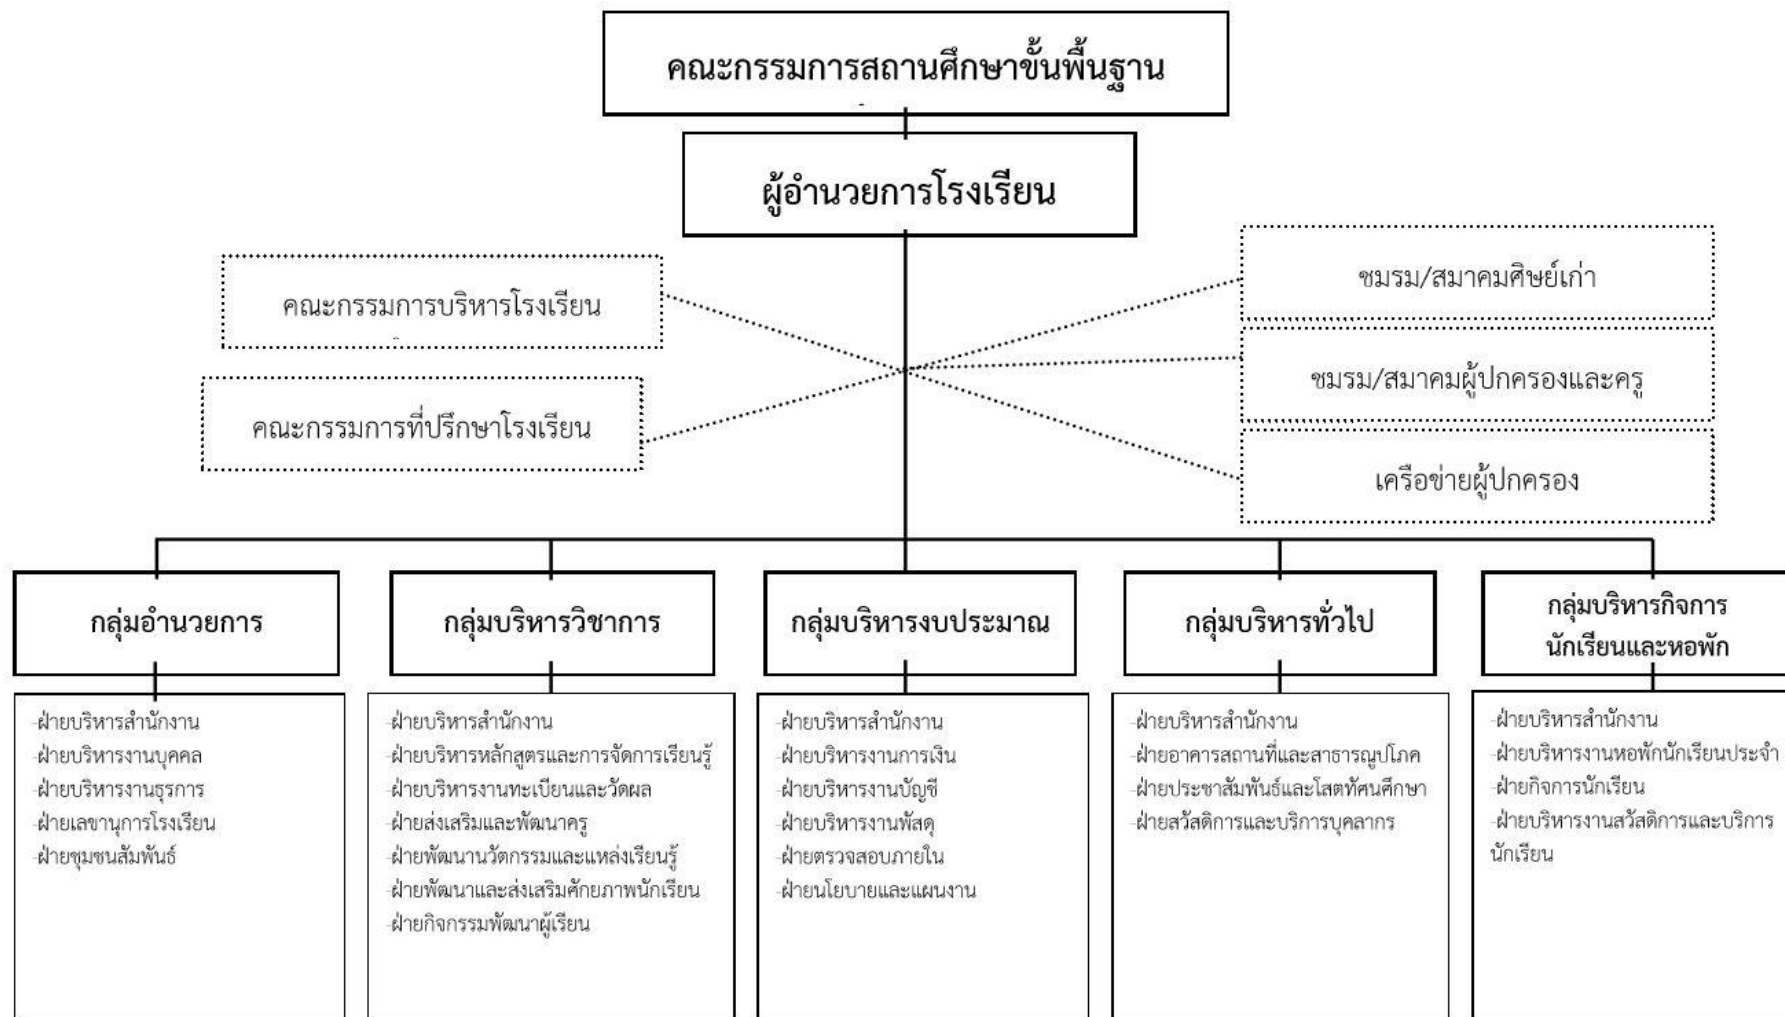 คณะกรรมการสถานศึกษาขั้นพื้นฐาน
ผู้อำนวยการโรงเรียน
คณะกรรมการบริหารโรงเรียน
คณะกรรมการที่ปรึกษาโรงเรียน
ชมรม/สมาคมศิษย์เก่า
ชมรม/สมาคมผู้ปกครองและครู
เครือข่ายผู้ปกครอง
กลุ่มอำนวยการ
-ฝ่ายบริหารสำนักงาน
-ฝ่ายบริหารงานบุคคล
-ฝ่ายบริหารงานธุรการ
-ฝ่ายเลขานุการโรงเรียน
-ฝ่ายชุมชนสัมพันธ์
กลุ่มบริหารวิชาการ
-ฝ่ายบริหารสำนักงาน
-ฝ่ายบริหารหลักสูตรและการจัดการเรียนรู้
-ฝ่ายบริหารงานทะเบียนและวัดผล
-ฝ่ายส่งเสริมและพัฒนาครู
-ฝ่ายพัฒนานวัตกรรมและแหล่งเรียนรู้
-ฝ่ายพัฒนาและส่งเสริมศักยภาพนักเรียน
-ฝ่ายกิจกรรมพัฒนาผู้เรียน
กลุ่มบริหารงบประมาณ
-ฝ่ายบริหารสำนักงาน
-ฝ่ายบริหารงานการเงิน
-ฝ่ายบริหารงานบัญชี
-ฝ่ายบริหารงานพัสดุ
-ฝ่ายตรวจสอบภายใน
-ฝ่ายนโยบายและแผนงาน
กลุ่มบริหารทั่วไป
-ฝ่ายบริหารสำนักงาน
-ฝ่ายอาคารสถานที่และสาธารณูปโภค
-ฝ่ายประชาสัมพันธ์และโสตทัศนศึกษา
-ฝ่ายสวัสดิการและบริการบุคลากร
กลุ่มบริหารกิจการ
นักเรียนและหอพัก
-ฝ่ายบริหารสำนักงาน
-ฝ่ายบริหารงานหอพักนักเรียนประจำ
-ฝ่ายกิจการนักเรียน
-ฝ่ายบริหารงานสวัสดิการและบริการ
นักเรียน